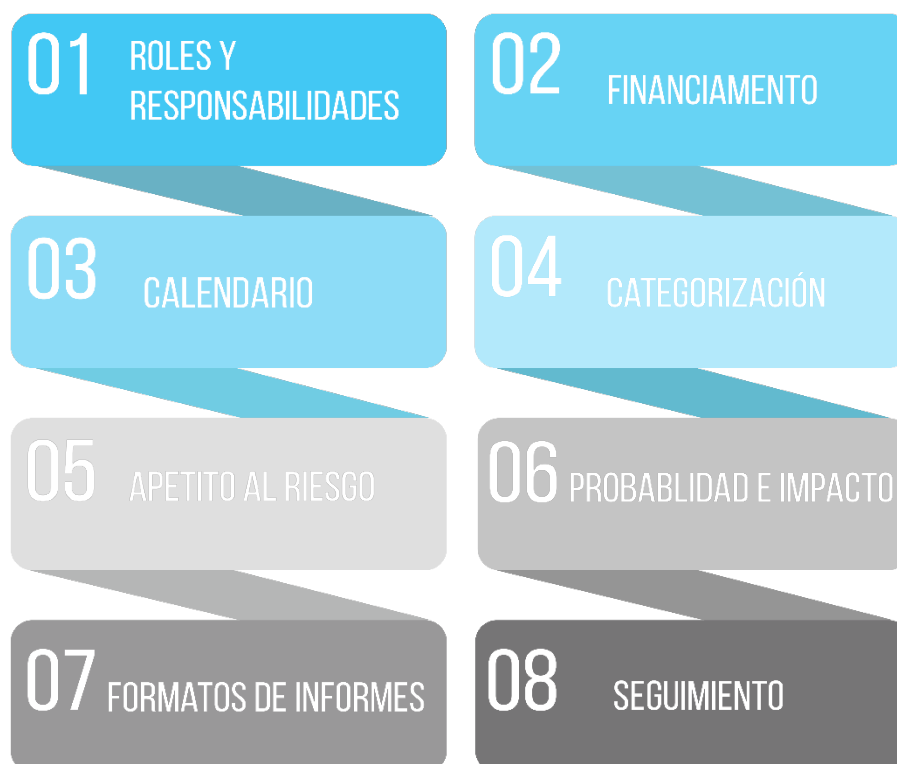 01
ROLES Y
RESPONSABILIDADES
02
FINANCIAMENTO
03
CALENDARIO
04
CATEGORIZACIÓN
05
APETITO AL RIESGO
06
PROBABLIDAD E IMPACTO
07
FORMATOS DE INFORMES
08
SEGUIMIENTO